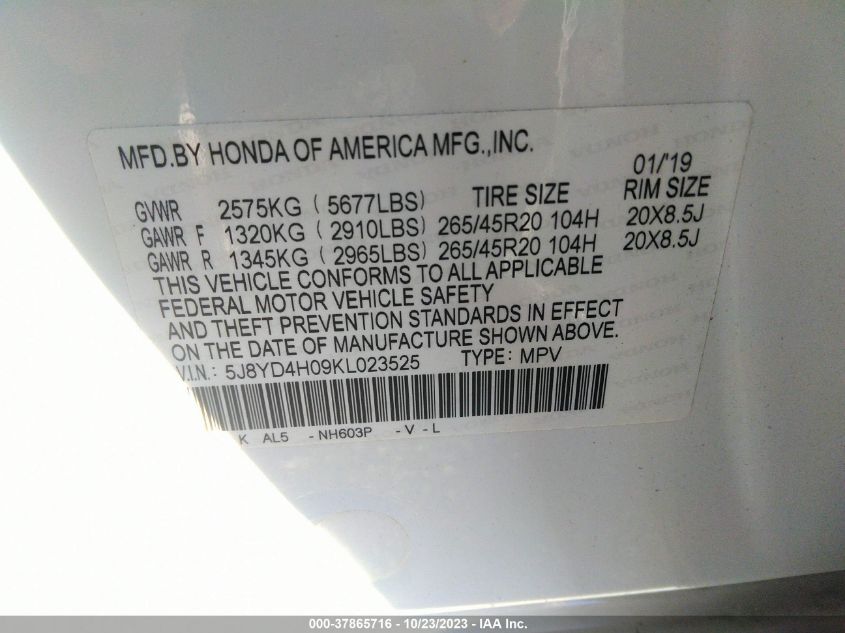 MFD.BY HONDA OF AMERICA MFG.,INC.
01/'19
GVWR 2575KG ( 5677LBS) TIRE SIZE RIM SIZE
GAWR F 1320KG ( 2910LBS) 265/45R20 104H 20X8.5J
GAWR R 1345KG ( 2965LBS) 265/45R20 104H 20X8.5J
THIS VEHICLE CONFORMS TO ALL APPLICABLE
FEDERAL MOTOR VEHICLE SAFETY
AND THEFT PREVENTION STANDARDS IN EFFECT
ON THE DATE OF MANUFACTURE SHOWN ABOVE.
V.I.N.: 5J8YD4H09KL023525 TYPE: MPV
K AL5 - NH603P - V - L
000-37865716 - 10/23/2023 - IAA Inc.